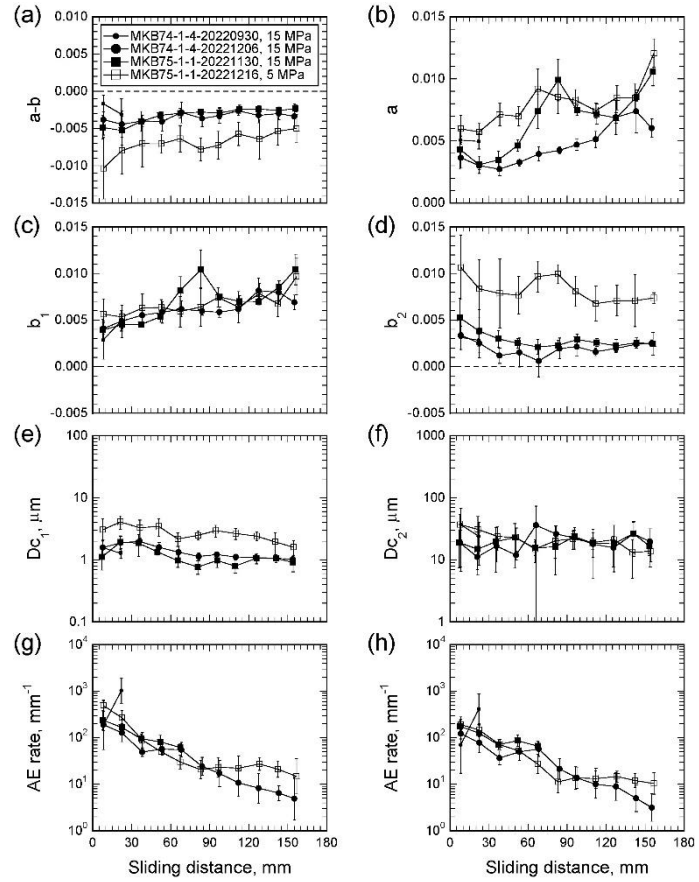 (a)
0.010
0.005
0.000
-0.005
-0.010
-0.015
a-b
MKB74-1-4-20220930, 15 MPa
MKB74-1-4-20221206, 15 MPa
MKB75-1-1-20221130, 15 MPa
MKB75-1-1-20221216, 5 MPa
(b)
0.015
0.010
0.005
0.000
a
(c)
0.015
0.010
0.005
0.000
-0.005
b1
(d)
0.015
0.010
0.005
0.000
-0.005
b2
(e)
100
10
1
0.1
Dc1, μm
(f)
1000
100
10
1
Dc2, μm
(g)
10^4
10^3
10^2
10^1
10^0
AE rate, mm^-1
0 30 60 90 120 150 180
Sliding distance, mm
(h)
10^4
10^3
10^2
10^1
10^0
AE rate, mm^-1
0 30 60 90 120 150 180
Sliding distance, mm